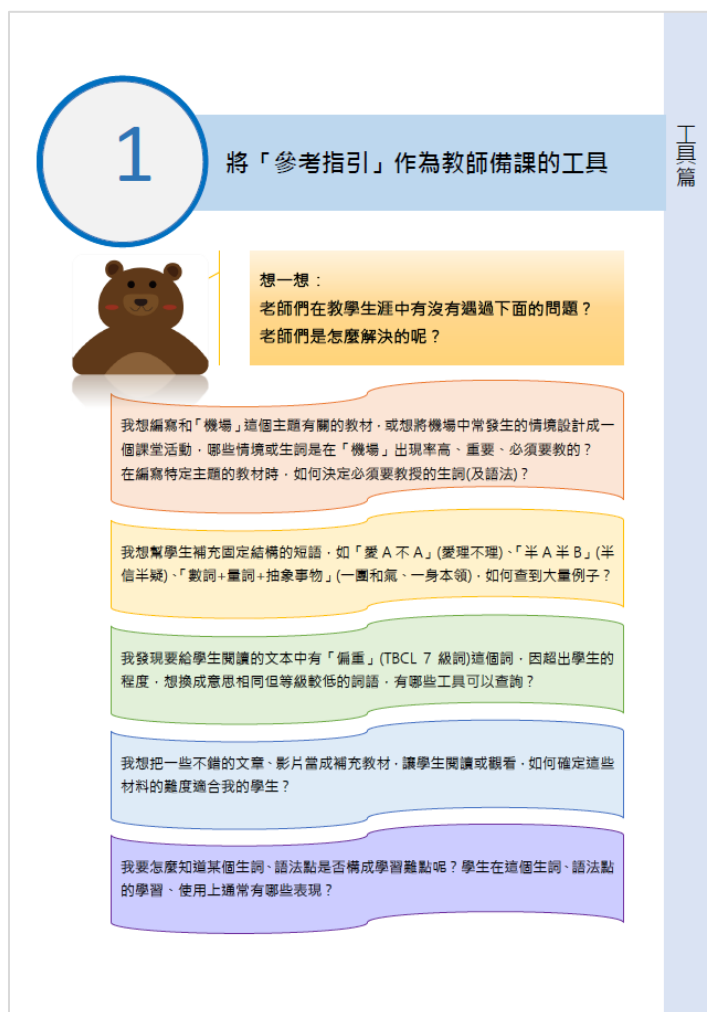 工具篇
1
將「參考指引」作為教師備課的工具
想一想：
老師們在教學生涯中有沒有遇過下面的問題？
老師們是怎麼解決的呢？
我想編寫和「機場」這個主題有關的教材，或想將機場中常發生的情境設計成一
個課堂活動，哪些情境或生詞是在「機場」出現率高、重要、必須要教的？
在編寫特定主題的教材時，如何決定必須要教授的生詞(及語法)？
我想幫學生補充固定結構的短語，如「愛 A 不 A」(愛理不理)、「半 A 半 B」(半
信半疑)、「數詞+量詞+抽象事物」(一團和氣、一身本領)，如何查到大量例子？
我發現要給學生閱讀的文本中有「偏重」(TBCL 7 級詞)這個詞，因超出學生的
程度，想換成意思相同但等級較低的詞語，有哪些工具可以查詢？
我想把一些不錯的文章、影片當成補充教材，讓學生閱讀或觀看，如何確定這些
材料的難度適合我的學生？
我要怎麼知道某個生詞、語法點是否構成學習難點呢？學生在這個生詞、語法點
的學習、使用上通常有哪些表現？